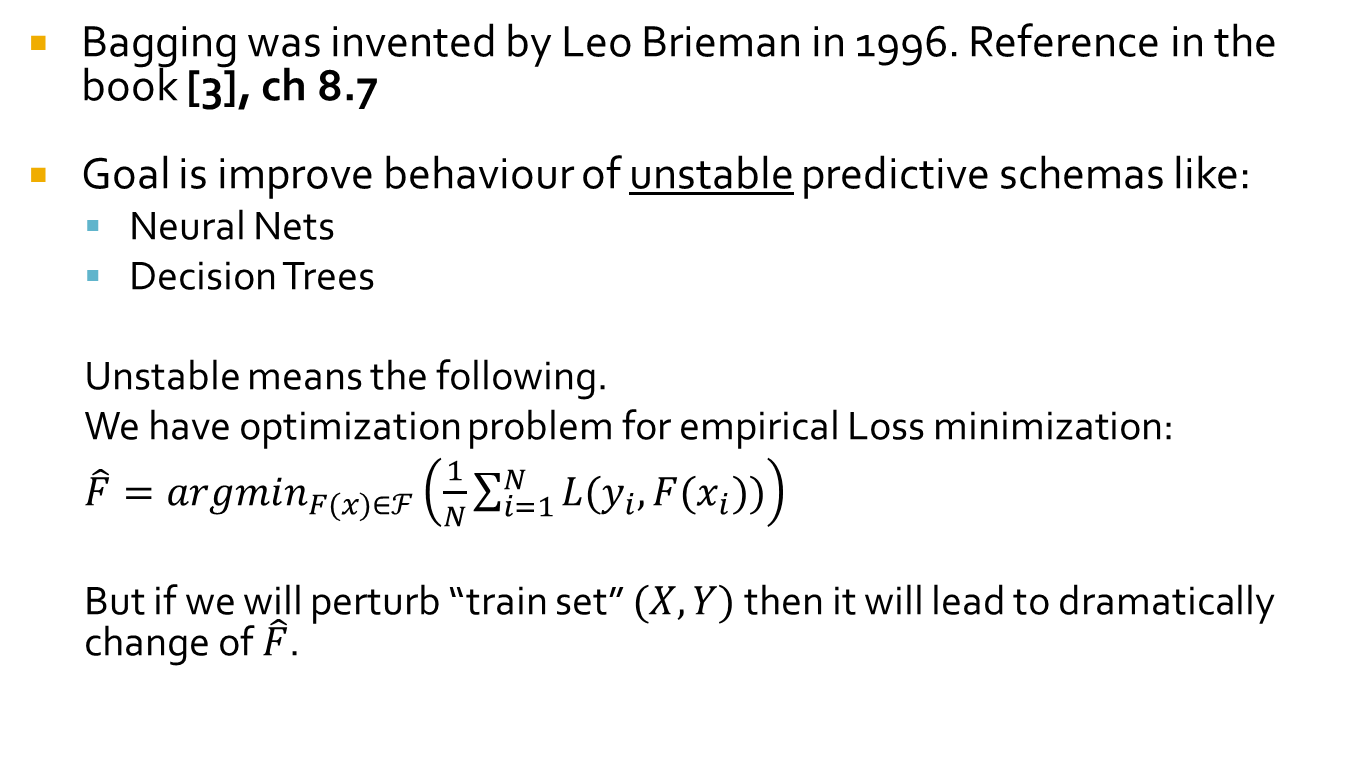 Bagging was invented by Leo Brieman in 1996. Reference in the
book [3], ch 8.7
Goal is improve behaviour of unstable predictive schemas like:
Neural Nets
Decision Trees
Unstable means the following.
We have optimization problem for empirical Loss minimization:
F̂ = argmin_{F(x)∈ℱ} (1/N ∑_{i=1}^{N} L(y_i, F(x_i)))
But if we will perturb “train set” (X, Y) then it will lead to dramatically
change of F̂.